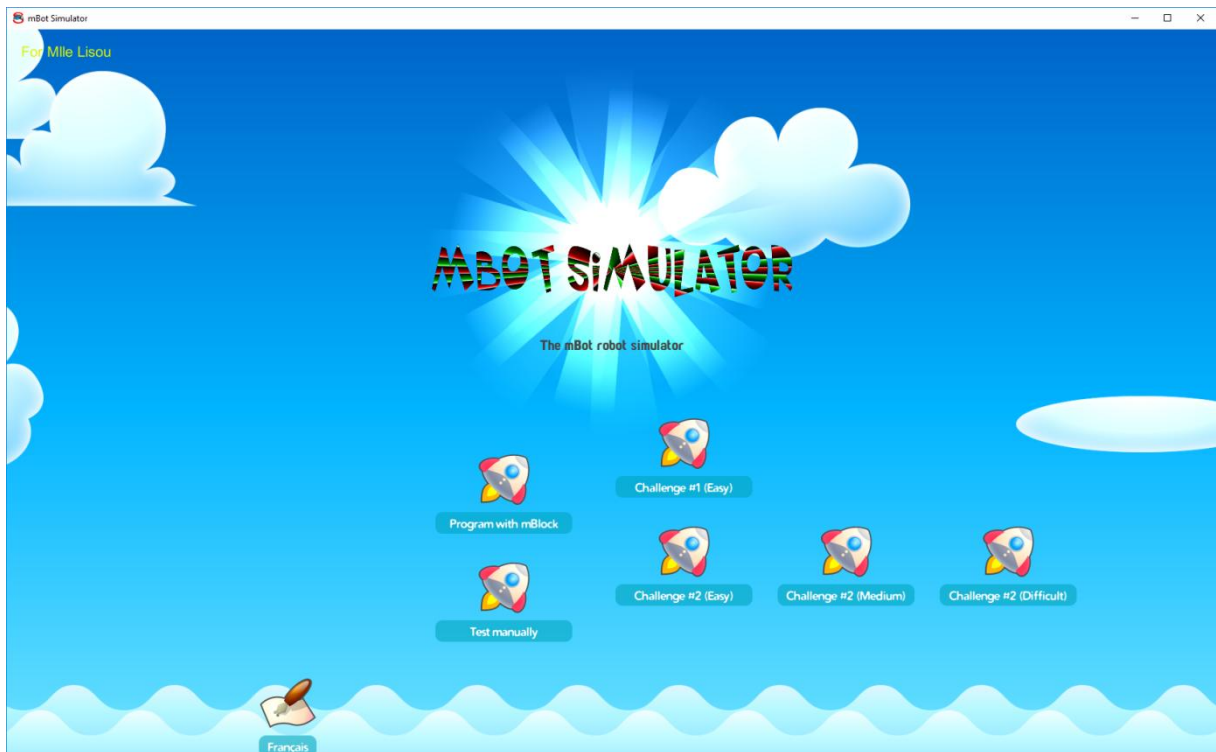 mBot Simulator
For Mlle Lisou
MBOT SiMULATOR
The mBot robot simulator
Challenge #1 (Easy)
Program with mBlock
Challenge #2 (Easy)
Challenge #2 (Medium)
Challenge #2 (Difficult)
Test manually
Français